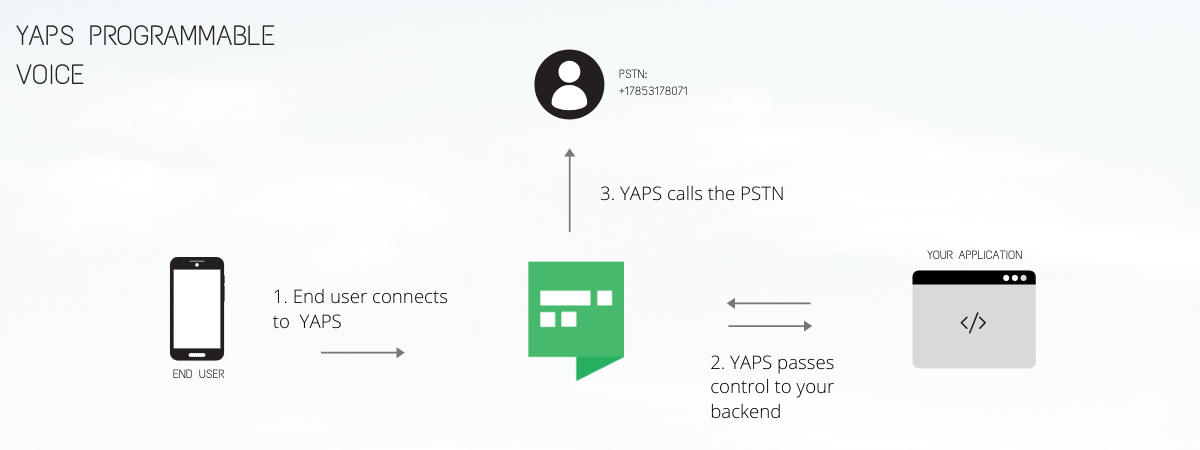 YAPS PROGRAMMABLE
VOICE
PSTN:
+17853178071
3. YAPS calls the PSTN
YOUR APPLICATION
</>
1. End user connects
to YAPS
END USER
2. YAPS passes
control to your
backend